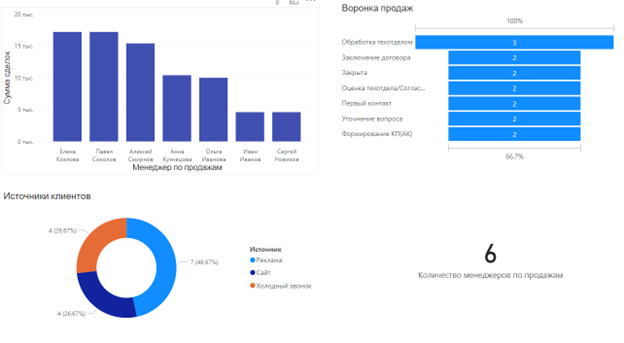 20 тыс.
15 тыс.
10 тыс.
5 тыс.
0 тыс.
Сумма сделок
Елена Козлова
Павел Соколов
Алексей Смирнов
Анна Кузнецова
Ольга Иванова
Иван Иванов
Сергей Новиков
Менеджер по продажам
Воронка продаж
100%
Обработка техотделом 3
Заключение договора 2
Закрыта 2
Оценка техотдела/Соглас... 2
Первый контакт 2
Уточнение вопроса 2
Формирование КП(АК) 2
66,7%
Источники клиентов
4 (26,67%)
7 (46,67%)
4 (26,67%)
Источник
Реклама
Сайт
Холодный звонок
6
Количество менеджеров по продажам